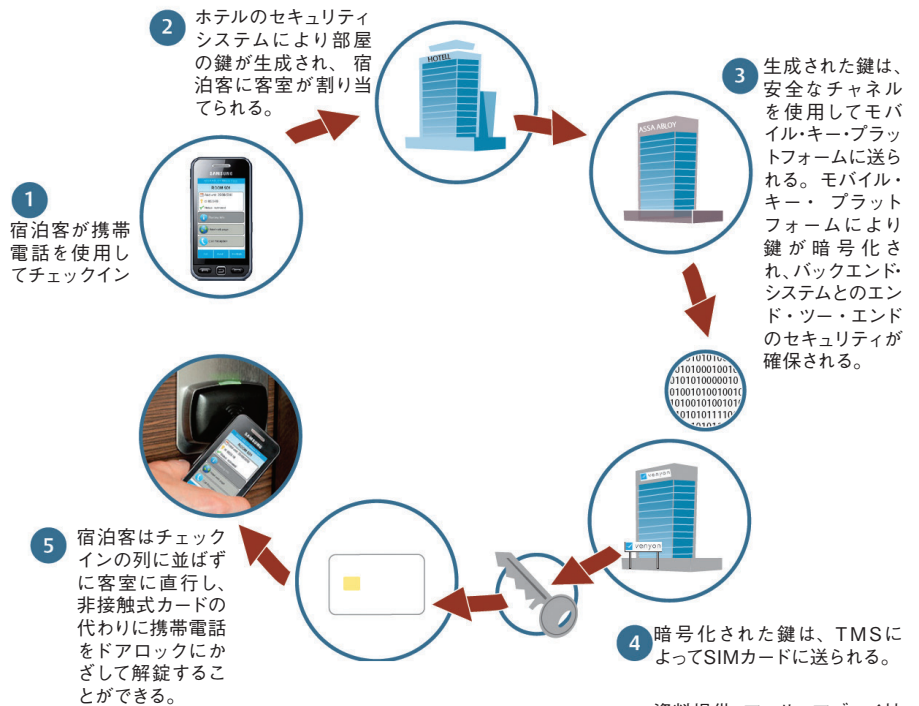 1
宿泊客が携帯
電話を使用し
てチェックイン
SAMSUNG
2
ホテルのセキュリティ
システムにより部屋
の鍵が生成され、宿
泊客に客室が割り当
てられる。
HOTELL
ASSA ABLOY
3
生成された鍵は、
安全なチャネル
を使用してモバ
イル・キー・プラッ
トフォームに送ら
れる。モバイル・
キー・プラット
フォームにより
鍵が暗号化さ
れ、バックエンド・
システムとのエン
ド・ツー・エンド
のセキュリティが
確保される。
venyon
venyon
4
暗号化された鍵は、TMSに
よってSIMカードに送られる。
5
宿泊客はチェック
インの列に並ばず
に客室に直行し、
非接触式カードの
代わりに携帯電話
をドアロックにか
ざして解錠するこ
とができる。